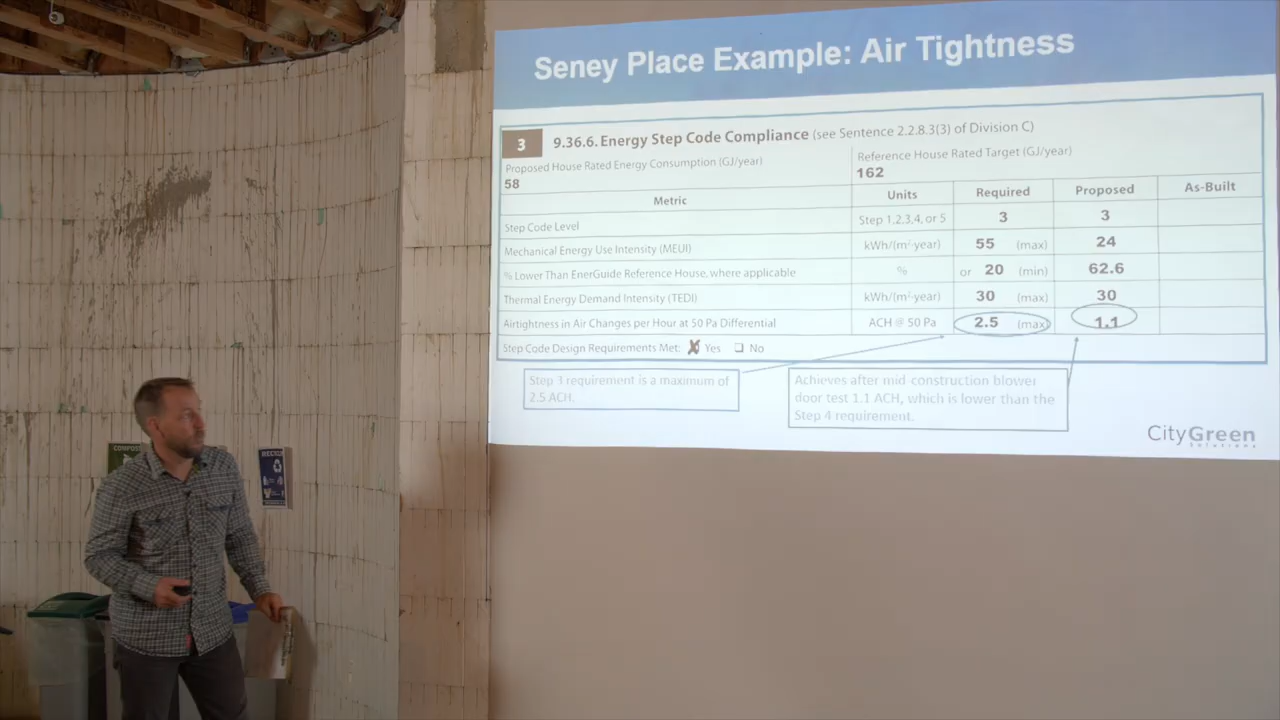 Seney Place Example: Air Tightness
3 9.36.6. Energy Step Code Compliance (see Sentence 2.2.8.3(3) of Division C)
Proposed House Rated Energy Consumption (GJ/year) Reference House Rated Target (GJ/year)
58 162
Metric Units Required Proposed As-Built
Step Code Level Step 1,2,3,4, or 5 3 3
Mechanical Energy Use Intensity (MEUI) kWh/(m²·year) 55 (max) 24
% Lower Than EnerGuide Reference House, where applicable % or 20 (min) 62.6
Thermal Energy Demand Intensity (TEDI) kWh/(m²·year) 30 (max) 30
Airtightness in Air Changes per Hour at 50 Pa Differential ACH @ 50 Pa 2.5 (max) 1.1
Step Code Design Requirements Met: Yes No
Step 3 requirement is a maximum of
2.5 ACH.
Achieves after mid-construction blower
door test 1.1 ACH, which is lower than the
Step 4 requirement.
CityGreen
Solutions
COMPOST
RECYCLE